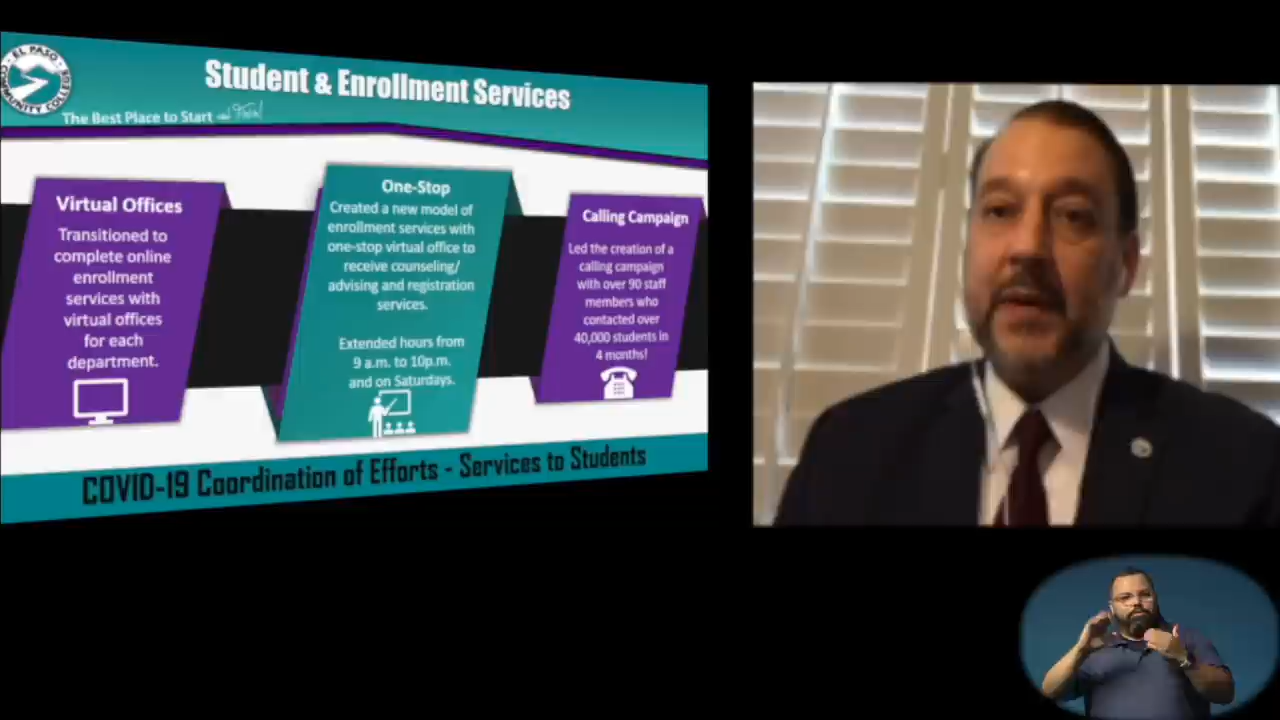 EL PASO
COMMUNITY COLLEGE
Student & Enrollment Services
The Best Place to Start
Virtual Offices
Transitioned to
complete online
enrollment
services with
virtual offices
for each
department.
One-Stop
Created a new model of
enrollment services with
one-stop virtual office to
receive counseling/
advising and registration
services.
Extended hours from
9 a.m. to 10p.m.
and on Saturdays.
Calling Campaign
Led the creation of a
calling campaign
with over 90 staff
members who
contacted over
40,000 students in
4 months!
COVID-19 Coordination of Efforts - Services to Students